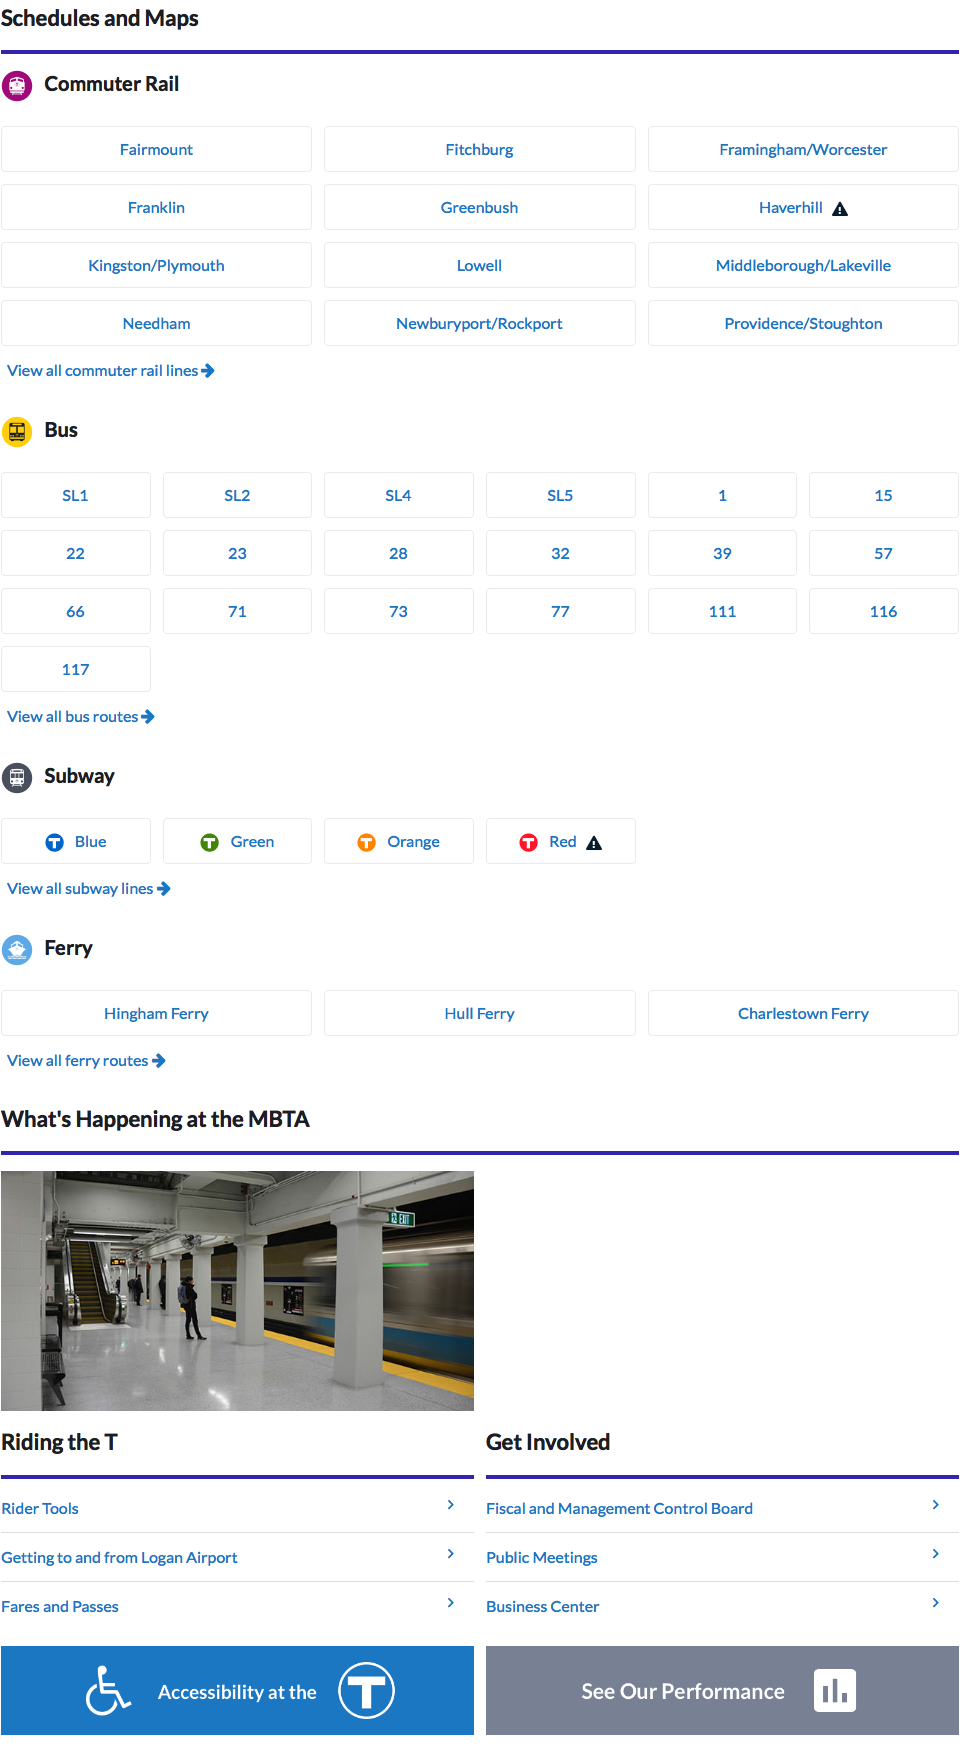 Schedules and Maps
Commuter Rail
Fairmount Fitchburg Framingham/Worcester
Franklin Greenbush Haverhill
Kingston/Plymouth Lowell Middleborough/Lakeville
Needham Newburyport/Rockport Providence/Stoughton
View all commuter rail lines
Bus
SL1 SL2 SL4 SL5 1 15
22 23 28 32 39 57
66 71 73 77 111 116
117
View all bus routes
Subway
T Blue T Green T Orange T Red
View all subway lines
Ferry
Hingham Ferry Hull Ferry Charlestown Ferry
View all ferry routes
What's Happening at the MBTA
EXIT
Riding the T
Rider Tools
Getting to and from Logan Airport
Fares and Passes
Get Involved
Fiscal and Management Control Board
Public Meetings
Business Center
Accessibility at the T
See Our Performance